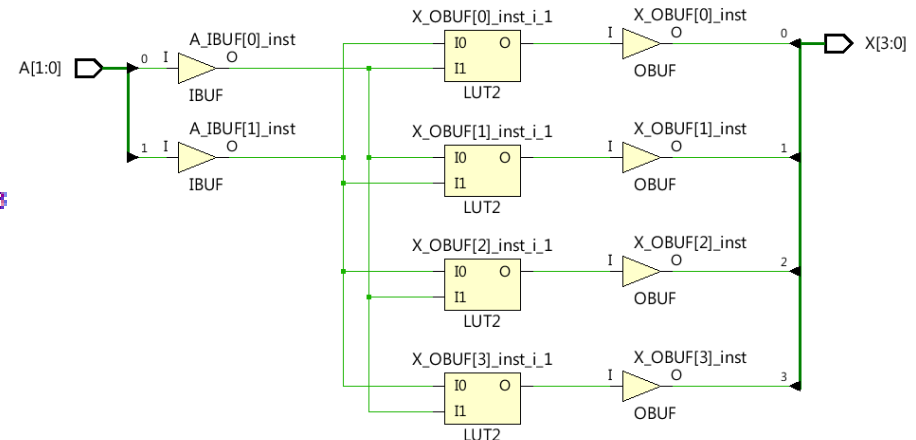 X_OBUF[0]_inst_i_1
X_OBUF[0]_inst
A_IBUF[0]_inst
I0 O
I O
0
X[3:0]
A[1:0]
0 I O
I1
OBUF
IBUF
LUT2
A_IBUF[1]_inst
X_OBUF[1]_inst_i_1
X_OBUF[1]_inst
1 I O
I0 O
I O
1
IBUF
I1
OBUF
LUT2
X_OBUF[2]_inst_i_1
X_OBUF[2]_inst
I0 O
I O
2
I1
OBUF
LUT2
X_OBUF[3]_inst_i_1
X_OBUF[3]_inst
I0 O
I O
3
I1
OBUF
LUT2